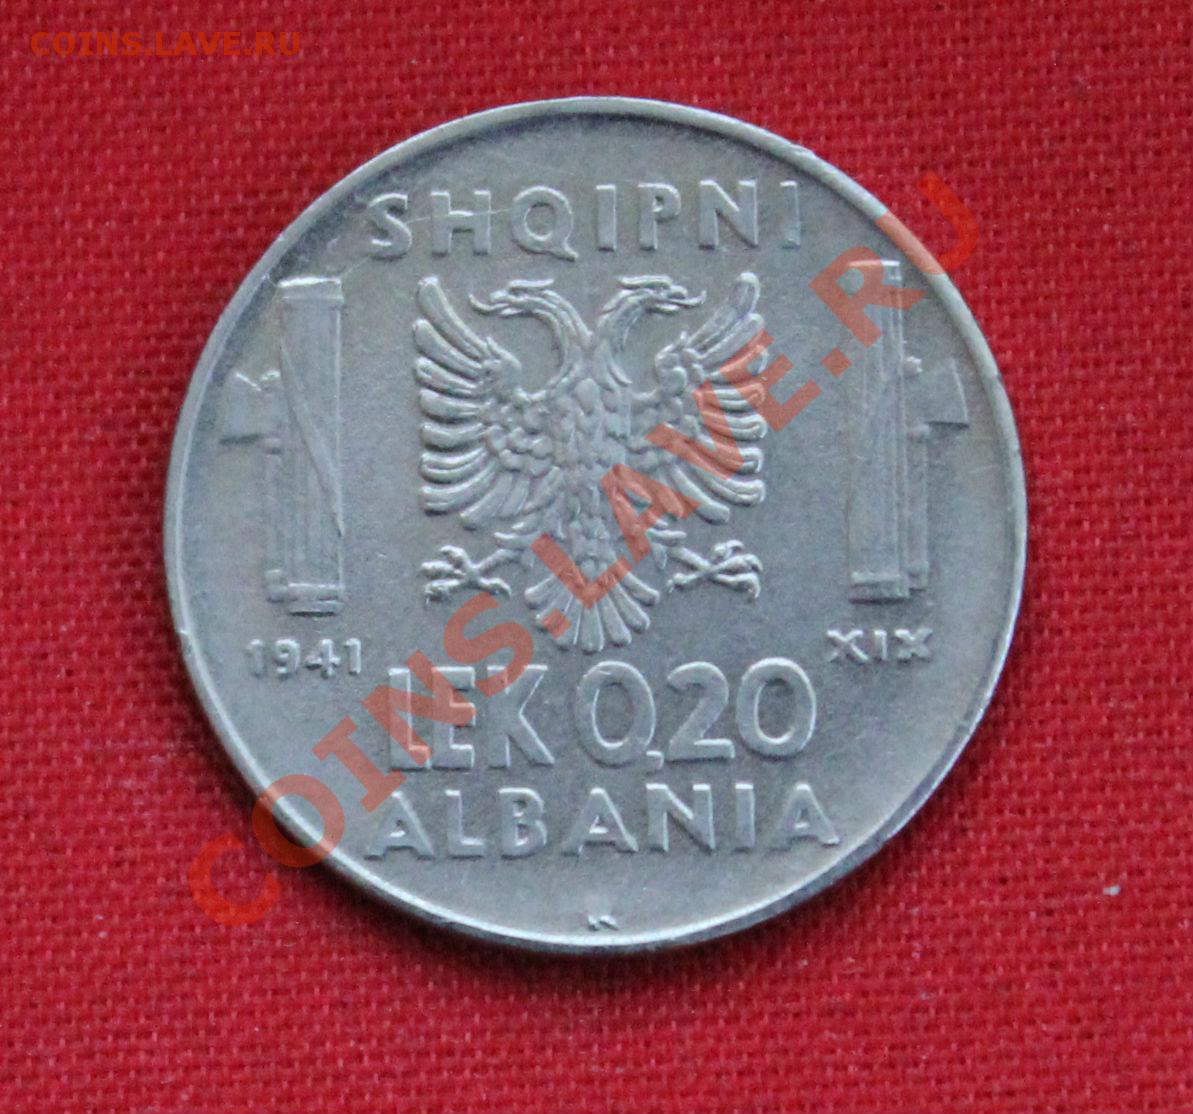 COINS.LAVE.RU
SHQIPNI
1941 XIX
LEK 0,20
ALBANIA
R
COINS.LAVE.RU